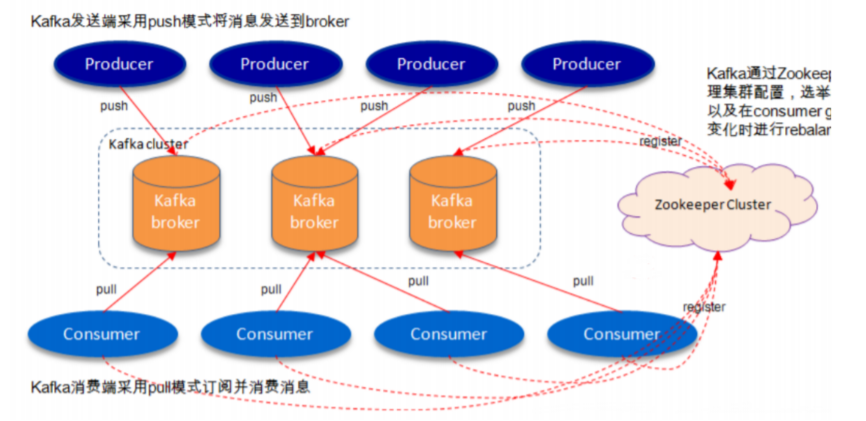 Kafka发送端采用push模式将消息发送到broker
Producer
Producer
Producer
Producer
Kafka通过Zookeep
理集群配置，选举
以及在consumer g
变化时进行rebalan
push
push
push
push
Kafka cluster
register
Kafka
broker
Kafka
broker
Kafka
broker
Zookeeper Cluster
pull
pull
pull
pull
register
Consumer
Consumer
Consumer
Consumer
Kafka消费端采用pull模式订阅并消费消息